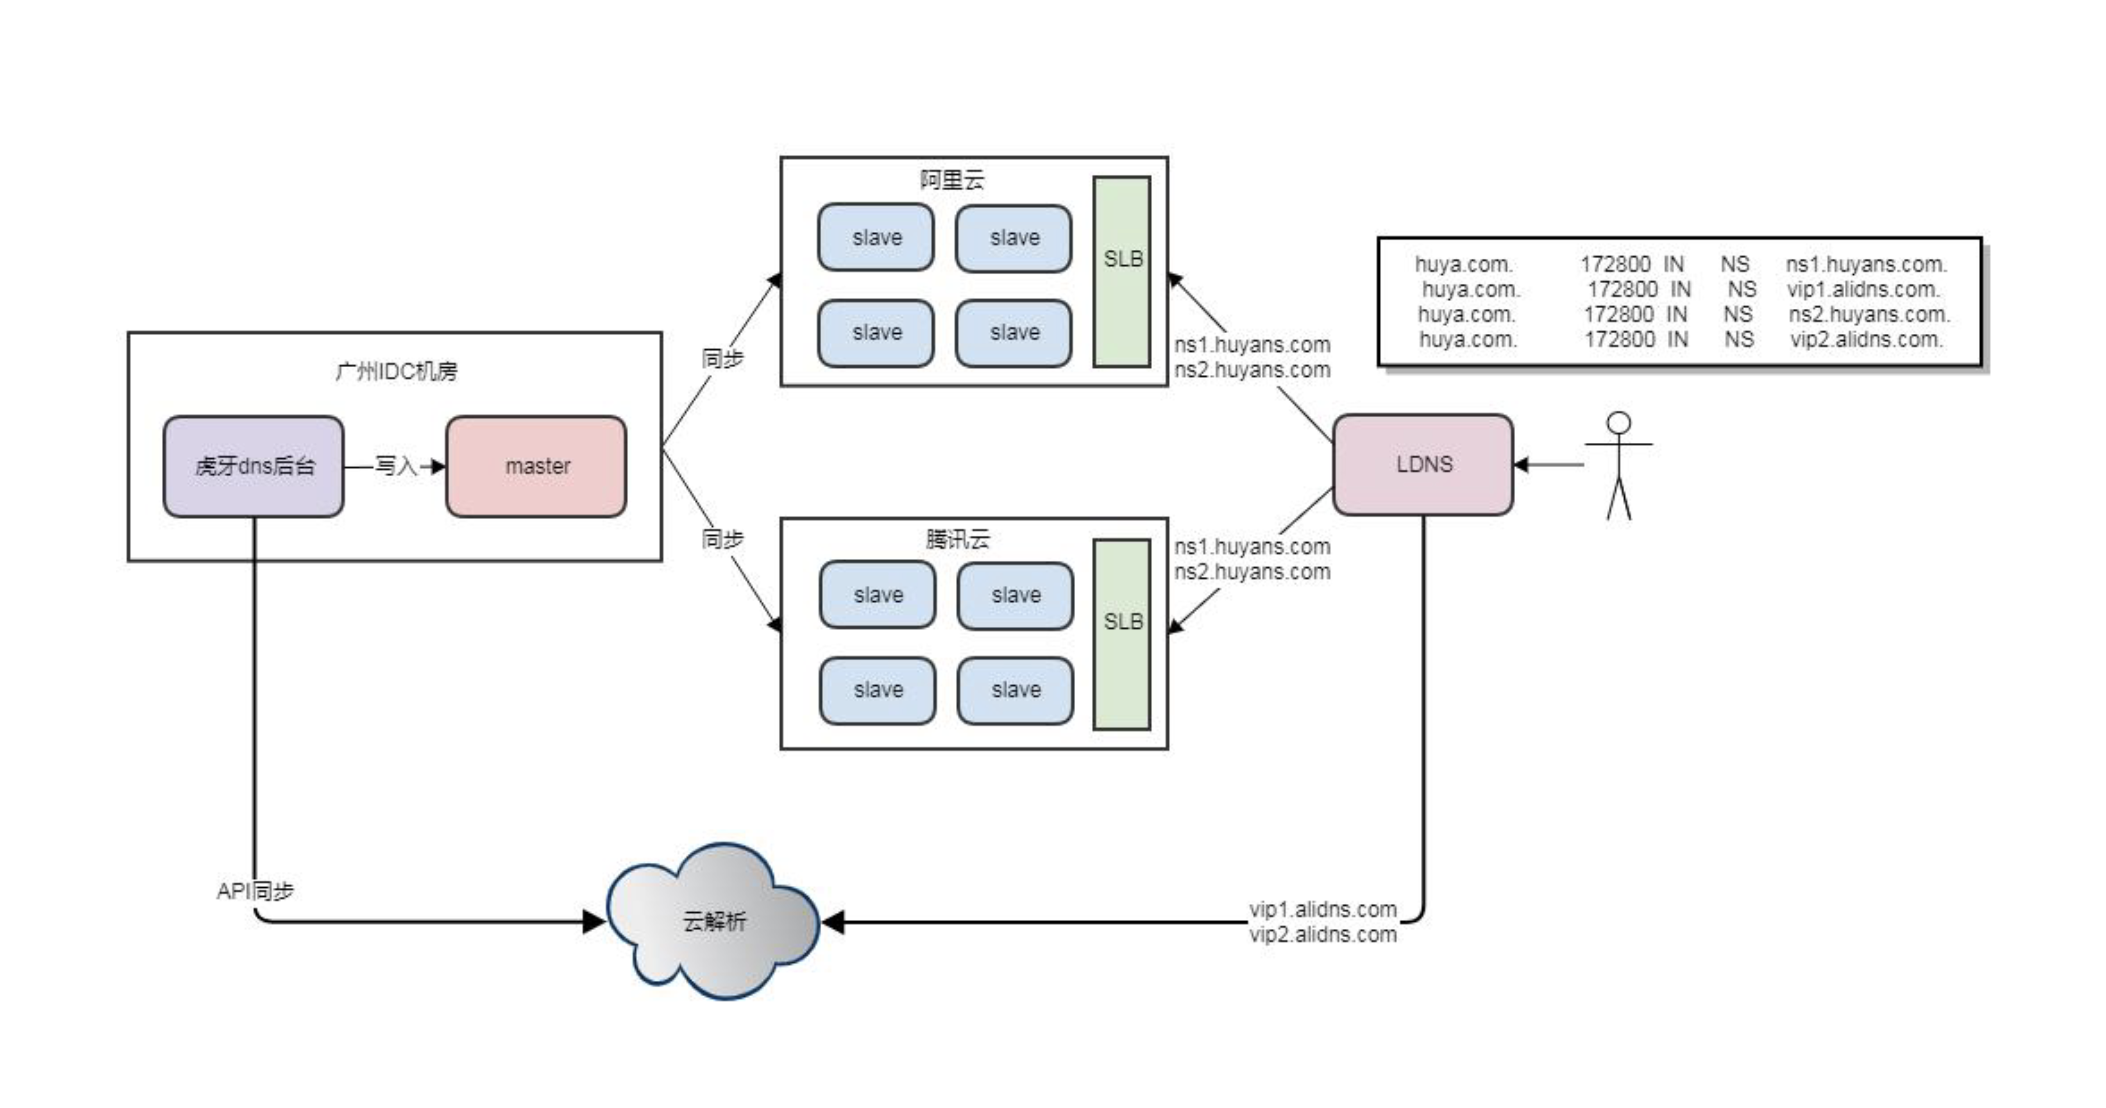 阿里云
slave
slave
SLB
slave
slave
huya.com. 172800 IN NS ns1.huyans.com.
huya.com. 172800 IN NS vip1.alidns.com.
huya.com. 172800 IN NS ns2.huyans.com.
huya.com. 172800 IN NS vip2.alidns.com.
同步
ns1.huyans.com
ns2.huyans.com
广州IDC机房
虎牙dns后台
写入
master
LDNS
同步
腾讯云
slave
slave
SLB
slave
slave
ns1.huyans.com
ns2.huyans.com
API同步
云解析
vip1.alidns.com
vip2.alidns.com